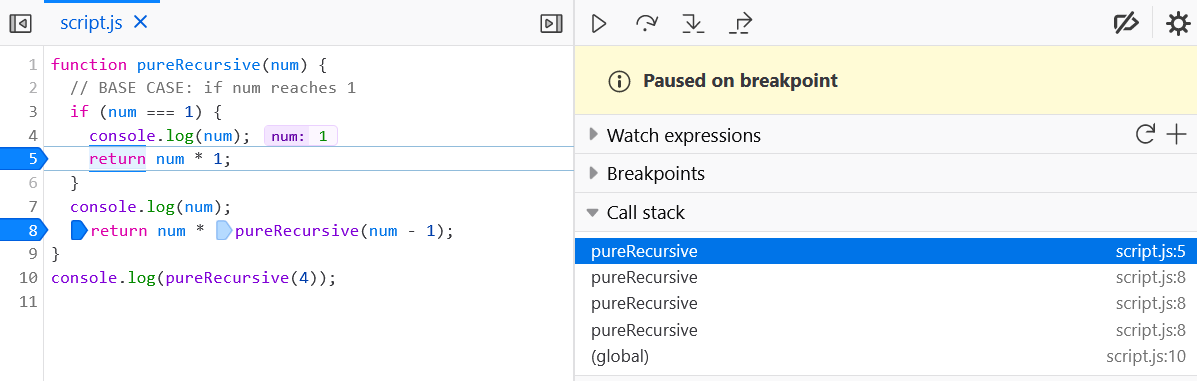 script.js
1 function pureRecursive(num) {
2 // BASE CASE: if num reaches 1
3 if (num === 1) {
4 console.log(num); num: 1
5 return num * 1;
6 }
7 console.log(num);
8 return num * pureRecursive(num - 1);
9 }
10 console.log(pureRecursive(4));
11
Paused on breakpoint
Watch expressions
Breakpoints
Call stack
pureRecursive script.js:5
pureRecursive script.js:8
pureRecursive script.js:8
pureRecursive script.js:8
(global) script.js:10